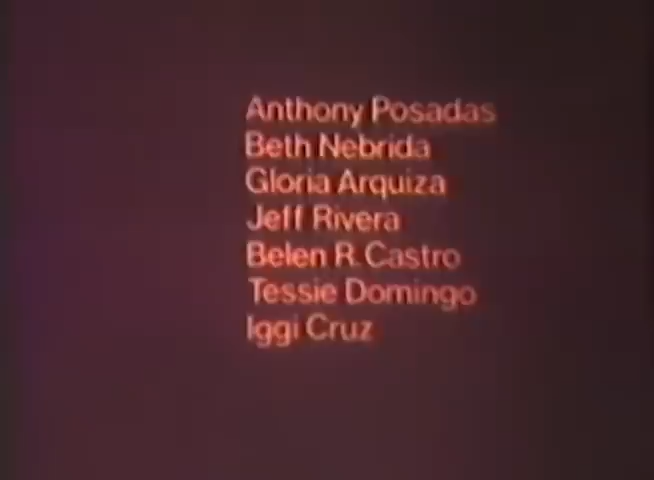 Anthony Posadas
Beth Nebrida
Gloria Arquiza
Jeff Rivera
Belen R. Castro
Tessie Domingo
Iggi Cruz